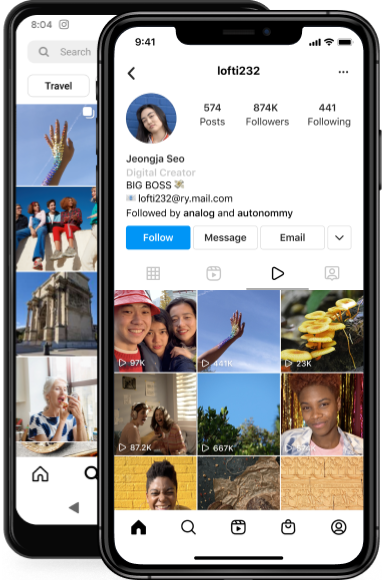 8:04
Search
Travel
9:41
lofti232
574 874K 441
Posts Followers Following
Jeongja Seo
Digital Creator
BIG BOSS
lofti232@ry.mail.com
Followed by analog and autonommy
Follow Message Email
97K 441K 23K
87.2K 667K